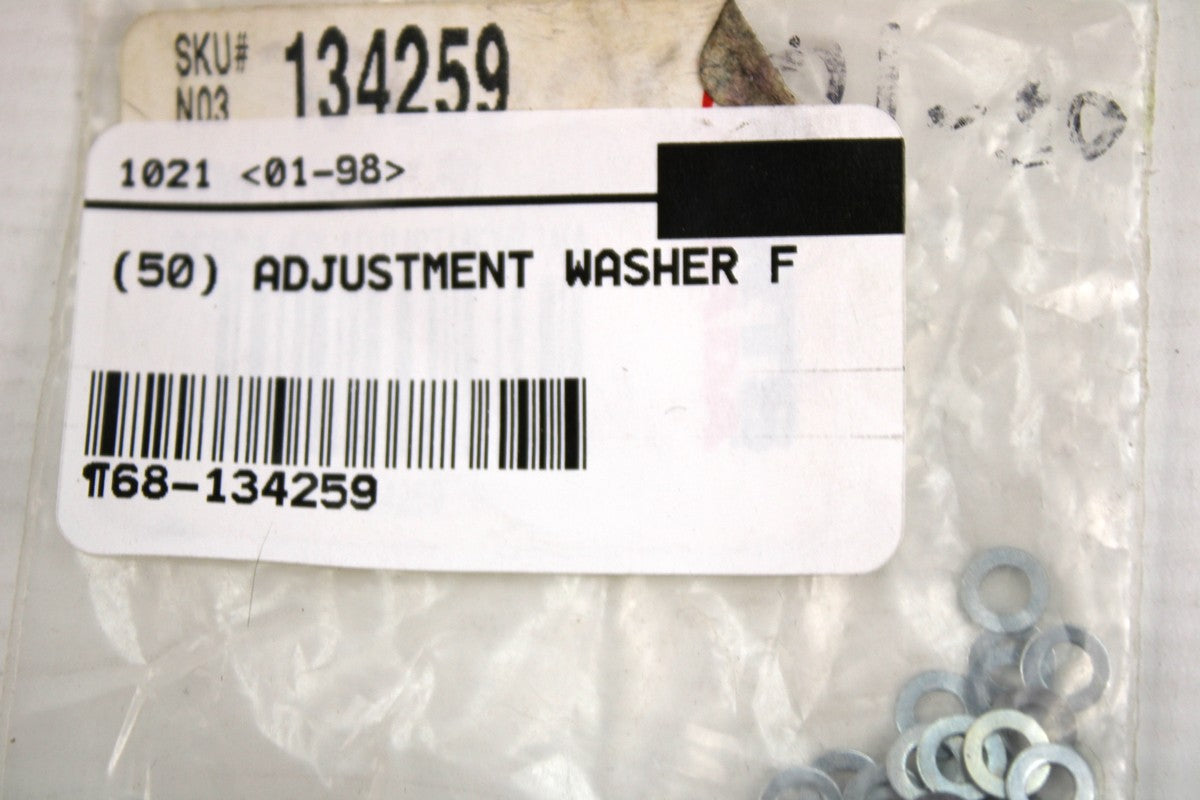 SKU# 134259
N03
1021 <01-98>
(50) ADJUSTMENT WASHER F
¶68-134259